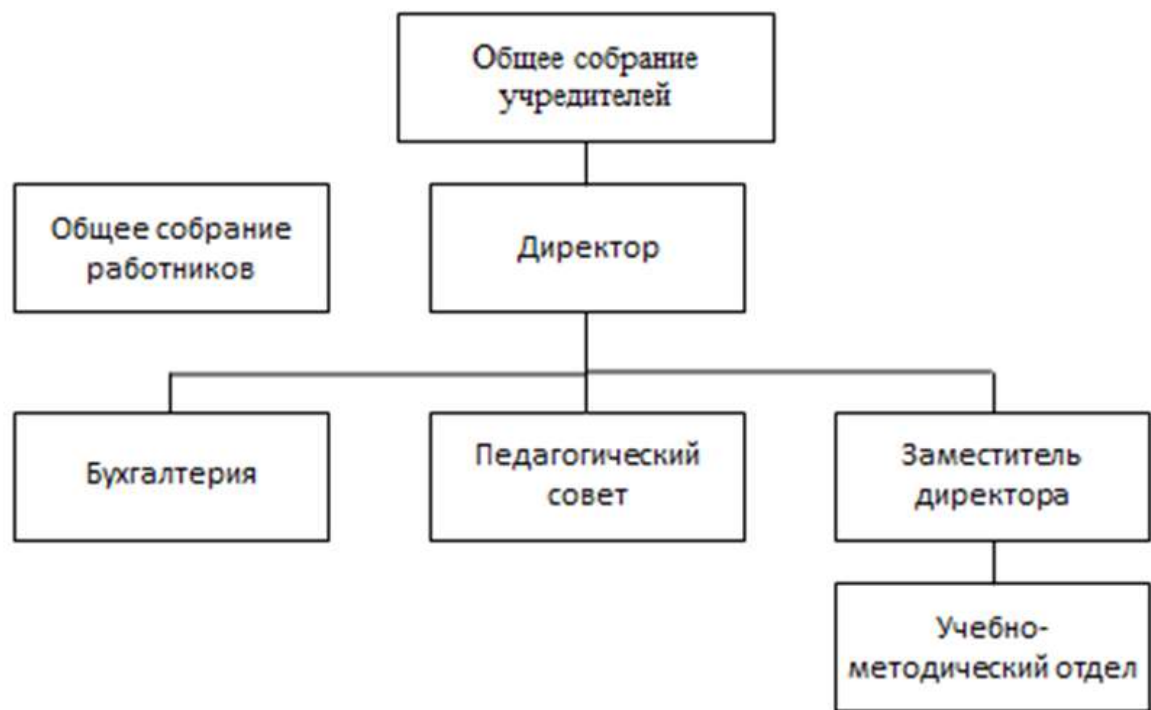 Общее собрание
учредителей
Общее собрание
работников
Директор
Бухгалтерия
Педагогический
совет
Заместитель
директора
Учебно-
методический отдел